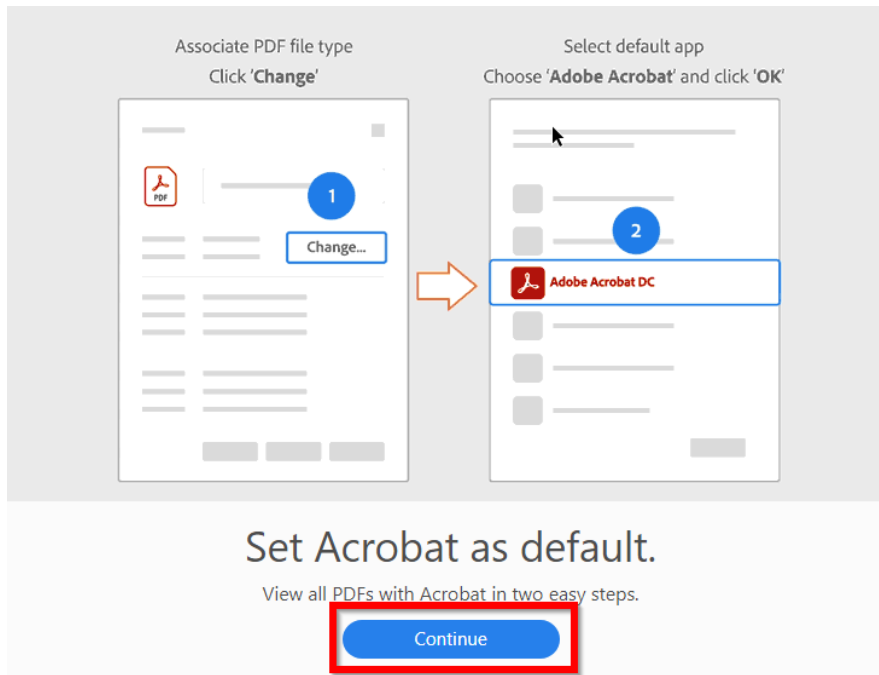 Associate PDF file type
Click 'Change'
Select default app
Choose 'Adobe Acrobat' and click 'OK'
PDF
1
Change...
2
Adobe Acrobat DC
Set Acrobat as default.
View all PDFs with Acrobat in two easy steps.
Continue